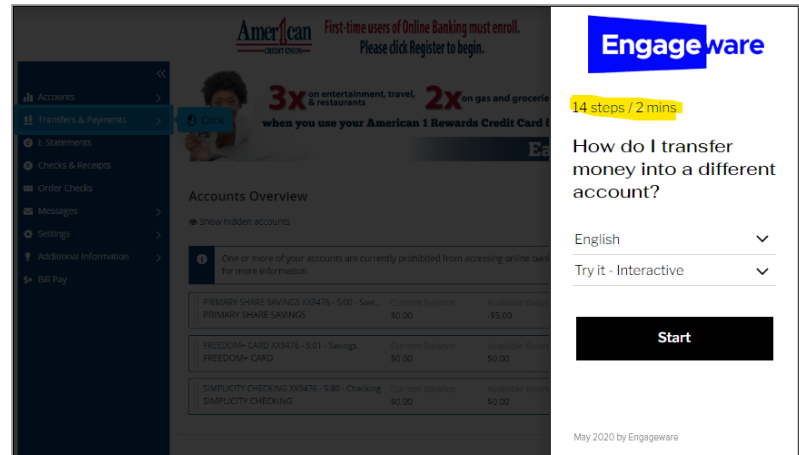 Amer1can
CREDIT UNION
First-time users of Online Banking must enroll.
Please click Register to begin.
3X on entertainment, travel,
& restaurants
2X on gas and grocerie
when you use your American 1 Rewards Credit Card
Ea
Accounts
Transfers & Payments
Click
E-Statements
Checks & Receipts
Order Checks
Messages
Settings
Additional Information
$+ Bill Pay
Accounts Overview
Show hidden accounts
One or more of your accounts are currently prohibited from accessing online ban
for more information.
PRIMARY SHARE SAVINGS XX9476 - S:00 - Savi... Current Balance Available Balan
PRIMARY SHARE SAVINGS $0.00 -$5.00
FREEDOM+ CARD XX9476 - S:01 - Savings Current Balance Available Balan
FREEDOM+ CARD $0.00 $0.00
SIMPLICITY CHECKING XX9476 - S:80 - Checking Current Balance Available Balan
SIMPLICITY CHECKING $0.00 $0.00
Engageware
14 steps / 2 mins
How do I transfer
money into a different
account?
English
Try it - Interactive
Start
May 2020 by Engageware